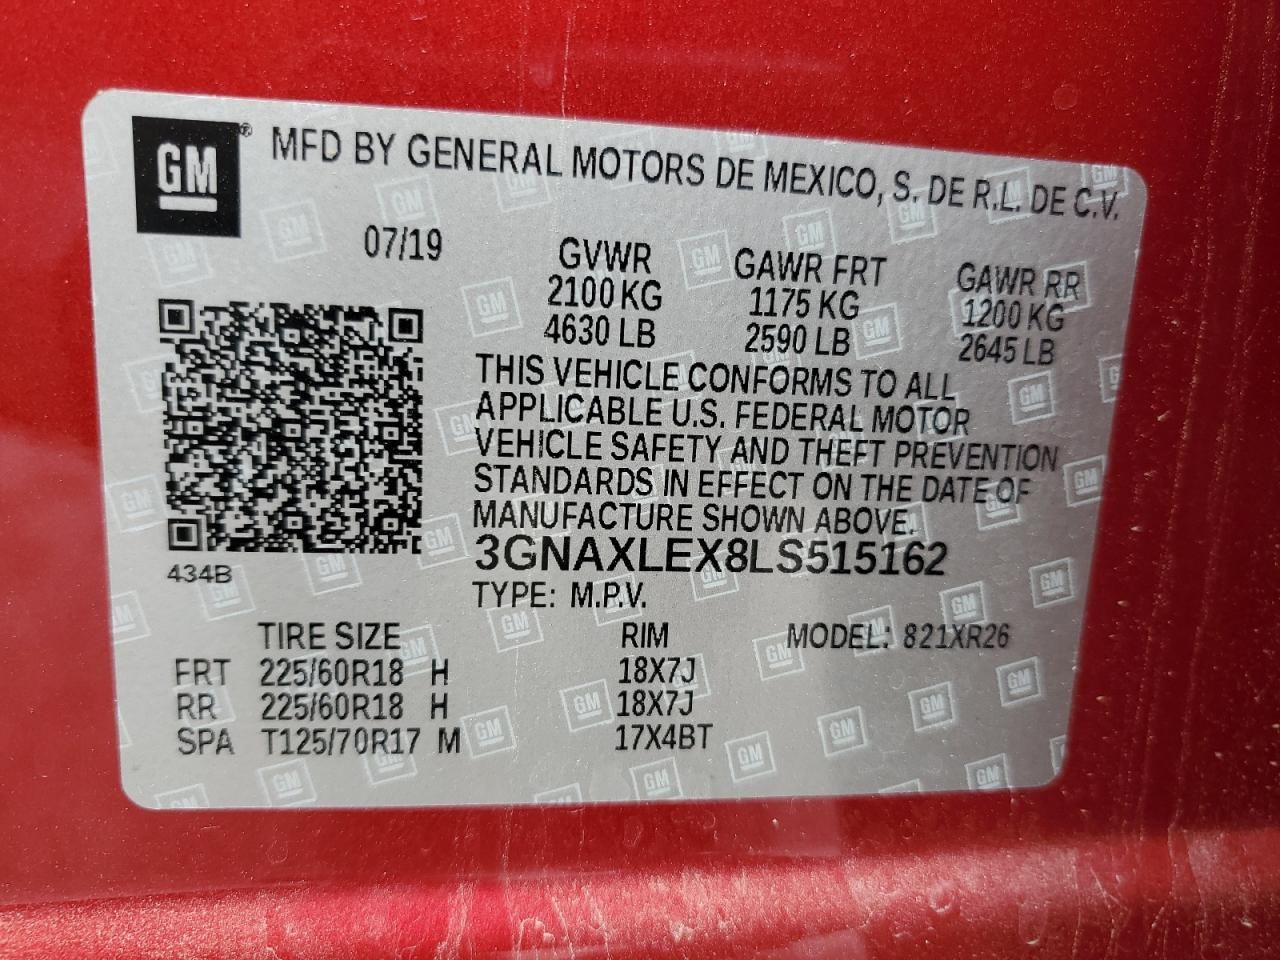 GM ® MFD BY GENERAL MOTORS DE MEXICO, S. DE R.L. DE C.V.
07/19 GVWR GAWR FRT GAWR RR
2100 KG 1175 KG 1200 KG
4630 LB 2590 LB 2645 LB
THIS VEHICLE CONFORMS TO ALL
APPLICABLE U.S. FEDERAL MOTOR
VEHICLE SAFETY AND THEFT PREVENTION
STANDARDS IN EFFECT ON THE DATE OF
MANUFACTURE SHOWN ABOVE.
3GNAXLEX8LS515162
434B
TYPE: M.P.V.
TIRE SIZE RIM MODEL: 821XR26
FRT 225/60R18 H 18X7J
RR 225/60R18 H 18X7J
SPA T125/70R17 M 17X4BT